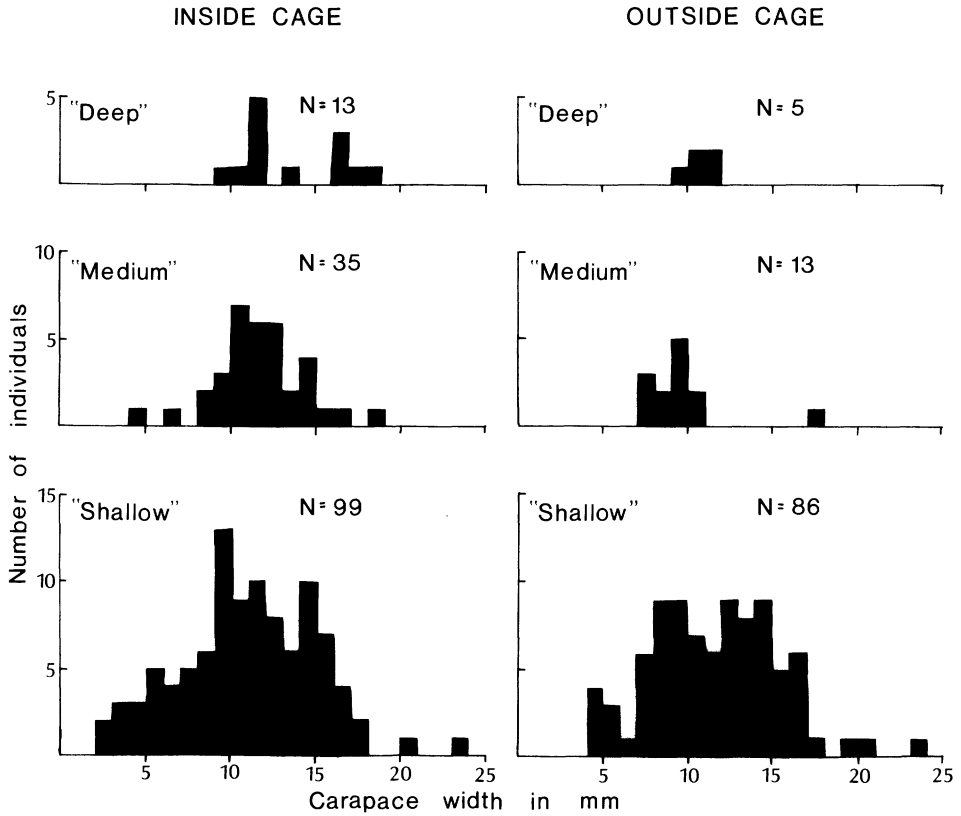 INSIDE CAGE OUTSIDE CAGE
5 "Deep" N= 13 "Deep" N= 5
10 "Medium" N= 35 "Medium" N= 13
5
15 "Shallow" N= 99 "Shallow" N= 86
10
5
5 10 15 20 25 5 10 15 20 25
Carapace width in mm
Number of individuals